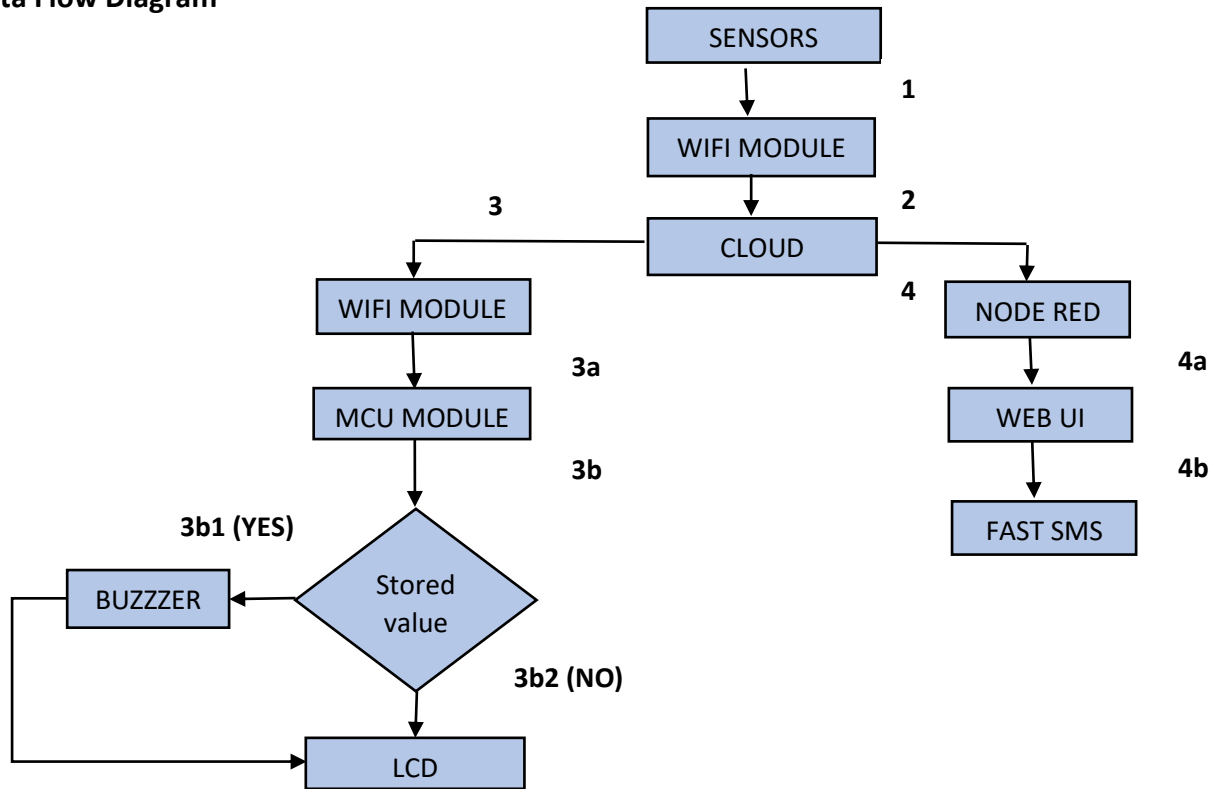 ta Flow Diagram
SENSORS
1
WIFI MODULE
2
3
CLOUD
4
WIFI MODULE
NODE RED
3a
4a
MCU MODULE
WEB UI
3b
4b
3b1 (YES)
FAST SMS
BUZZZER
Stored
value
3b2 (NO)
LCD